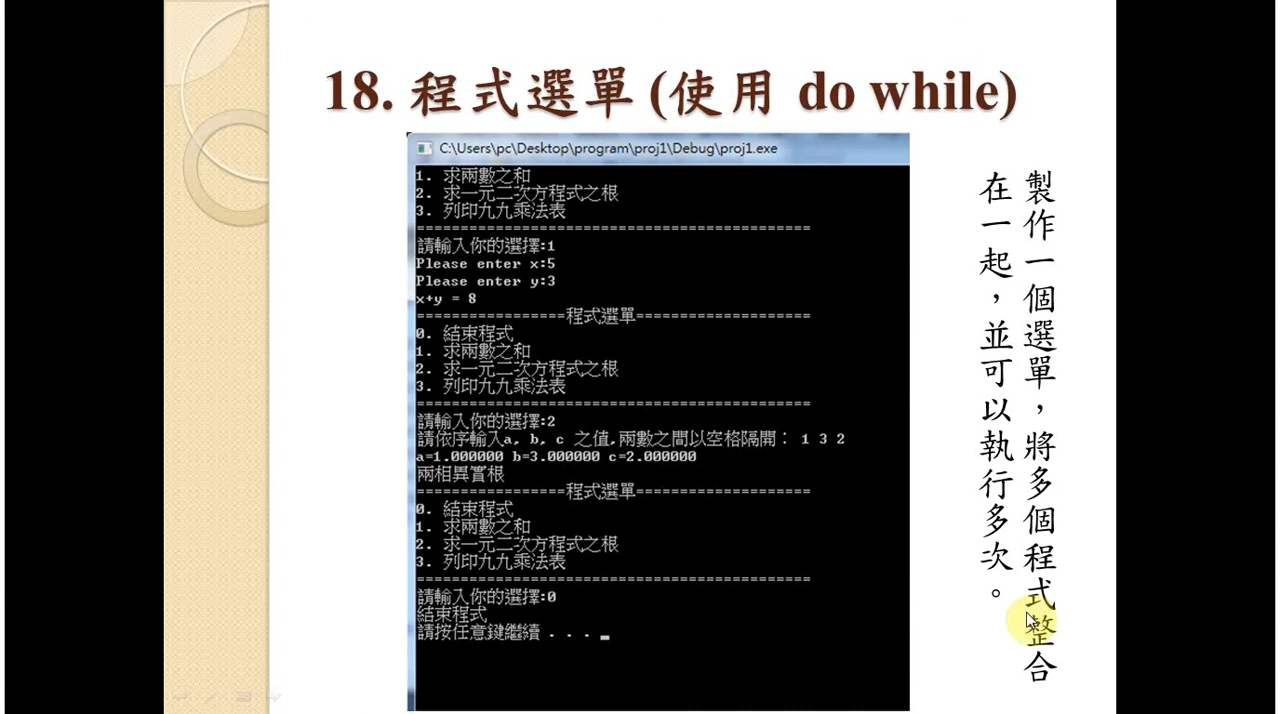 18. 程式選單 (使用 do while)
C:\Users\pc\Desktop\program\proj1\Debug\proj1.exe
1. 求兩數之和
2. 求一元二次方程式之根
3. 列印九九乘法表
=============================================
請輸入你的選擇:1
Please enter x:5
Please enter y:3
x+y = 8
=================程式選單====================
0. 結束程式
1. 求兩數之和
2. 求一元二次方程式之根
3. 列印九九乘法表
=============================================
請輸入你的選擇:2
請依序輸入a, b, c 之值,兩數之間以空格隔開： 1 3 2
a=1.000000 b=3.000000 c=2.000000
兩相異實根
=================程式選單====================
0. 結束程式
1. 求兩數之和
2. 求一元二次方程式之根
3. 列印九九乘法表
=============================================
請輸入你的選擇:0
結束程式
請按任意鍵繼續 . . . _
製作一個選單，將多個程式整合
在一起，並可以執行多次。